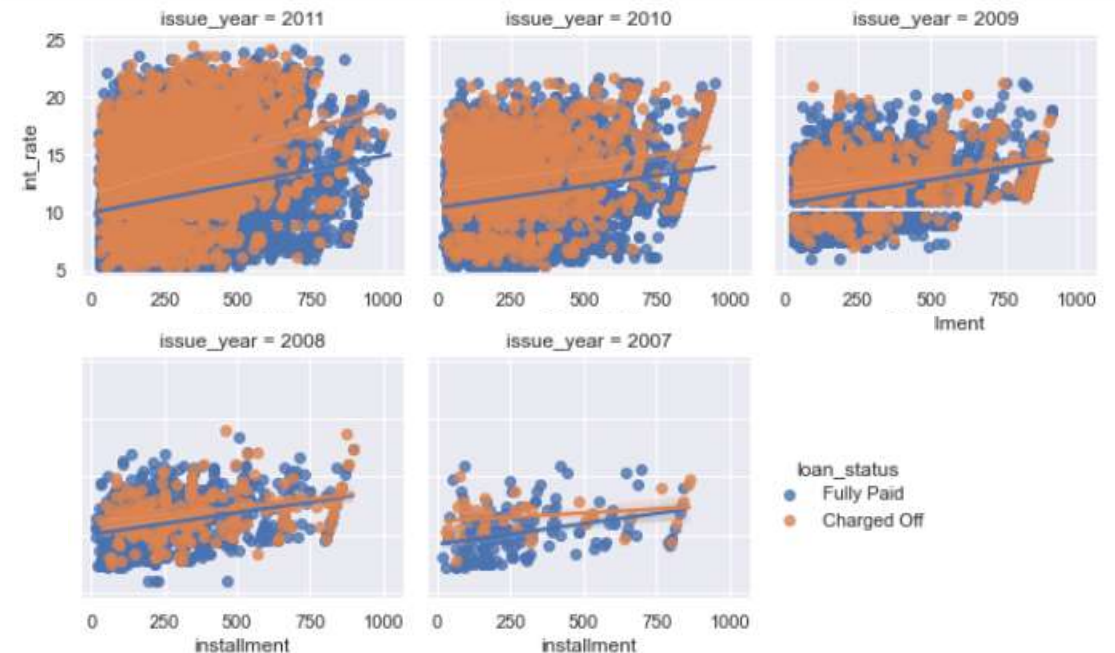 issue_year = 2011
issue_year = 2010
issue_year = 2009
int_rate
25
20
15
10
5
0 250 500 750 1000
0 250 500 750 1000
0 250 500 750 1000
lment
issue_year = 2008
issue_year = 2007
loan_status
Fully Paid
Charged Off
0 250 500 750 1000
0 250 500 750 1000
installment
installment